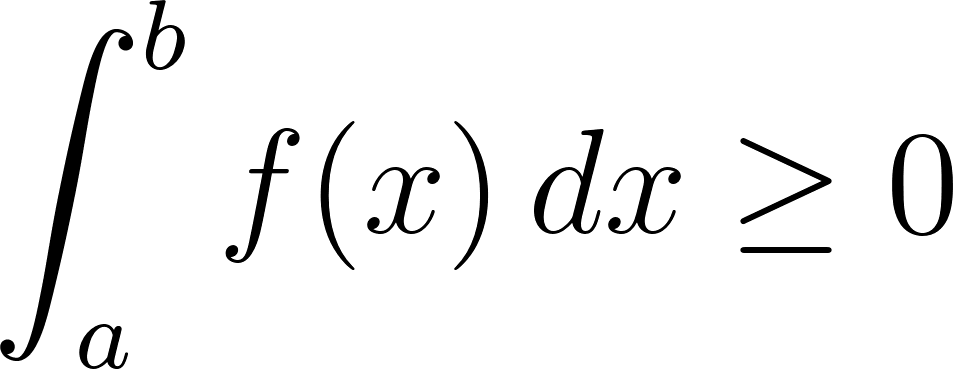 ∫_a^b f(x) dx ≥ 0